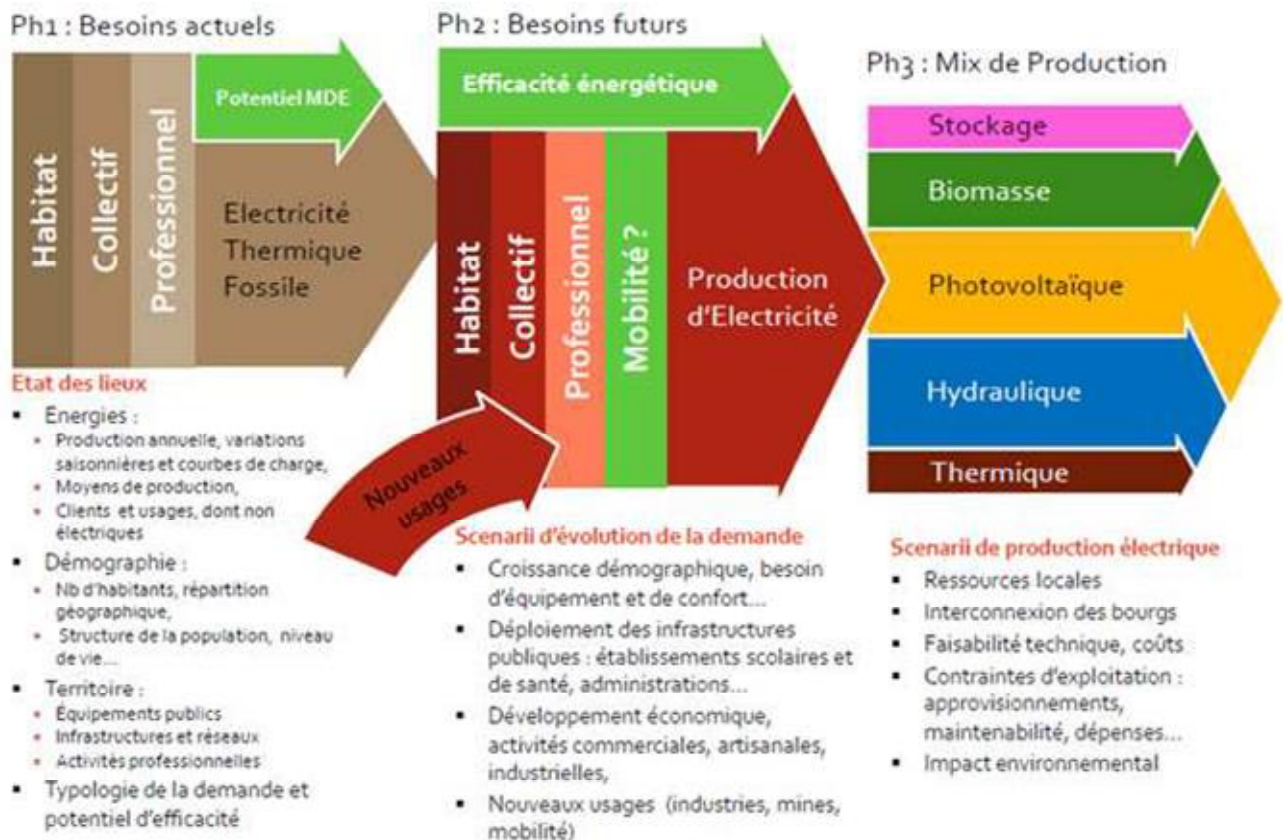 Ph1 : Besoins actuels
Habitat
Collectif
Professionnel
Potentiel MDE
Electricité
Thermique
Fossile
Etat des lieux
▪ Energies :
• Production annuelle, variations
saisonnières et courbes de charge,
• Moyens de production,
• Clients et usages, dont non
électriques
▪ Démographie :
• Nb d'habitants, répartition
géographique,
• Structure de la population, niveau
de vie...
▪ Territoire :
• Équipements publics
• Infrastructures et réseaux
• Activités professionnelles
▪ Typologie de la demande et
potentiel d'efficacité
Ph2 : Besoins futurs
Efficacité énergétique
Habitat
Collectif
Professionnel
Mobilité ?
Production
d'Electricité
Nouveaux
usages
Scenarii d'évolution de la demande
▪ Croissance démographique, besoin
d'équipement et de confort...
▪ Déploiement des infrastructures
publiques : établissements scolaires et
de santé, administrations...
▪ Développement économique,
activités commerciales, artisanales,
industrielles,
▪ Nouveaux usages (industries, mines,
mobilité)
Ph3 : Mix de Production
Stockage
Biomasse
Photovoltaïque
Hydraulique
Thermique
Scenarii de production électrique
▪ Ressources locales
▪ Interconnexion des bourgs
▪ Faisabilité technique, coûts
▪ Contraintes d'exploitation :
approvisionnements,
maintenabilité, dépenses...
▪ Impact environnemental